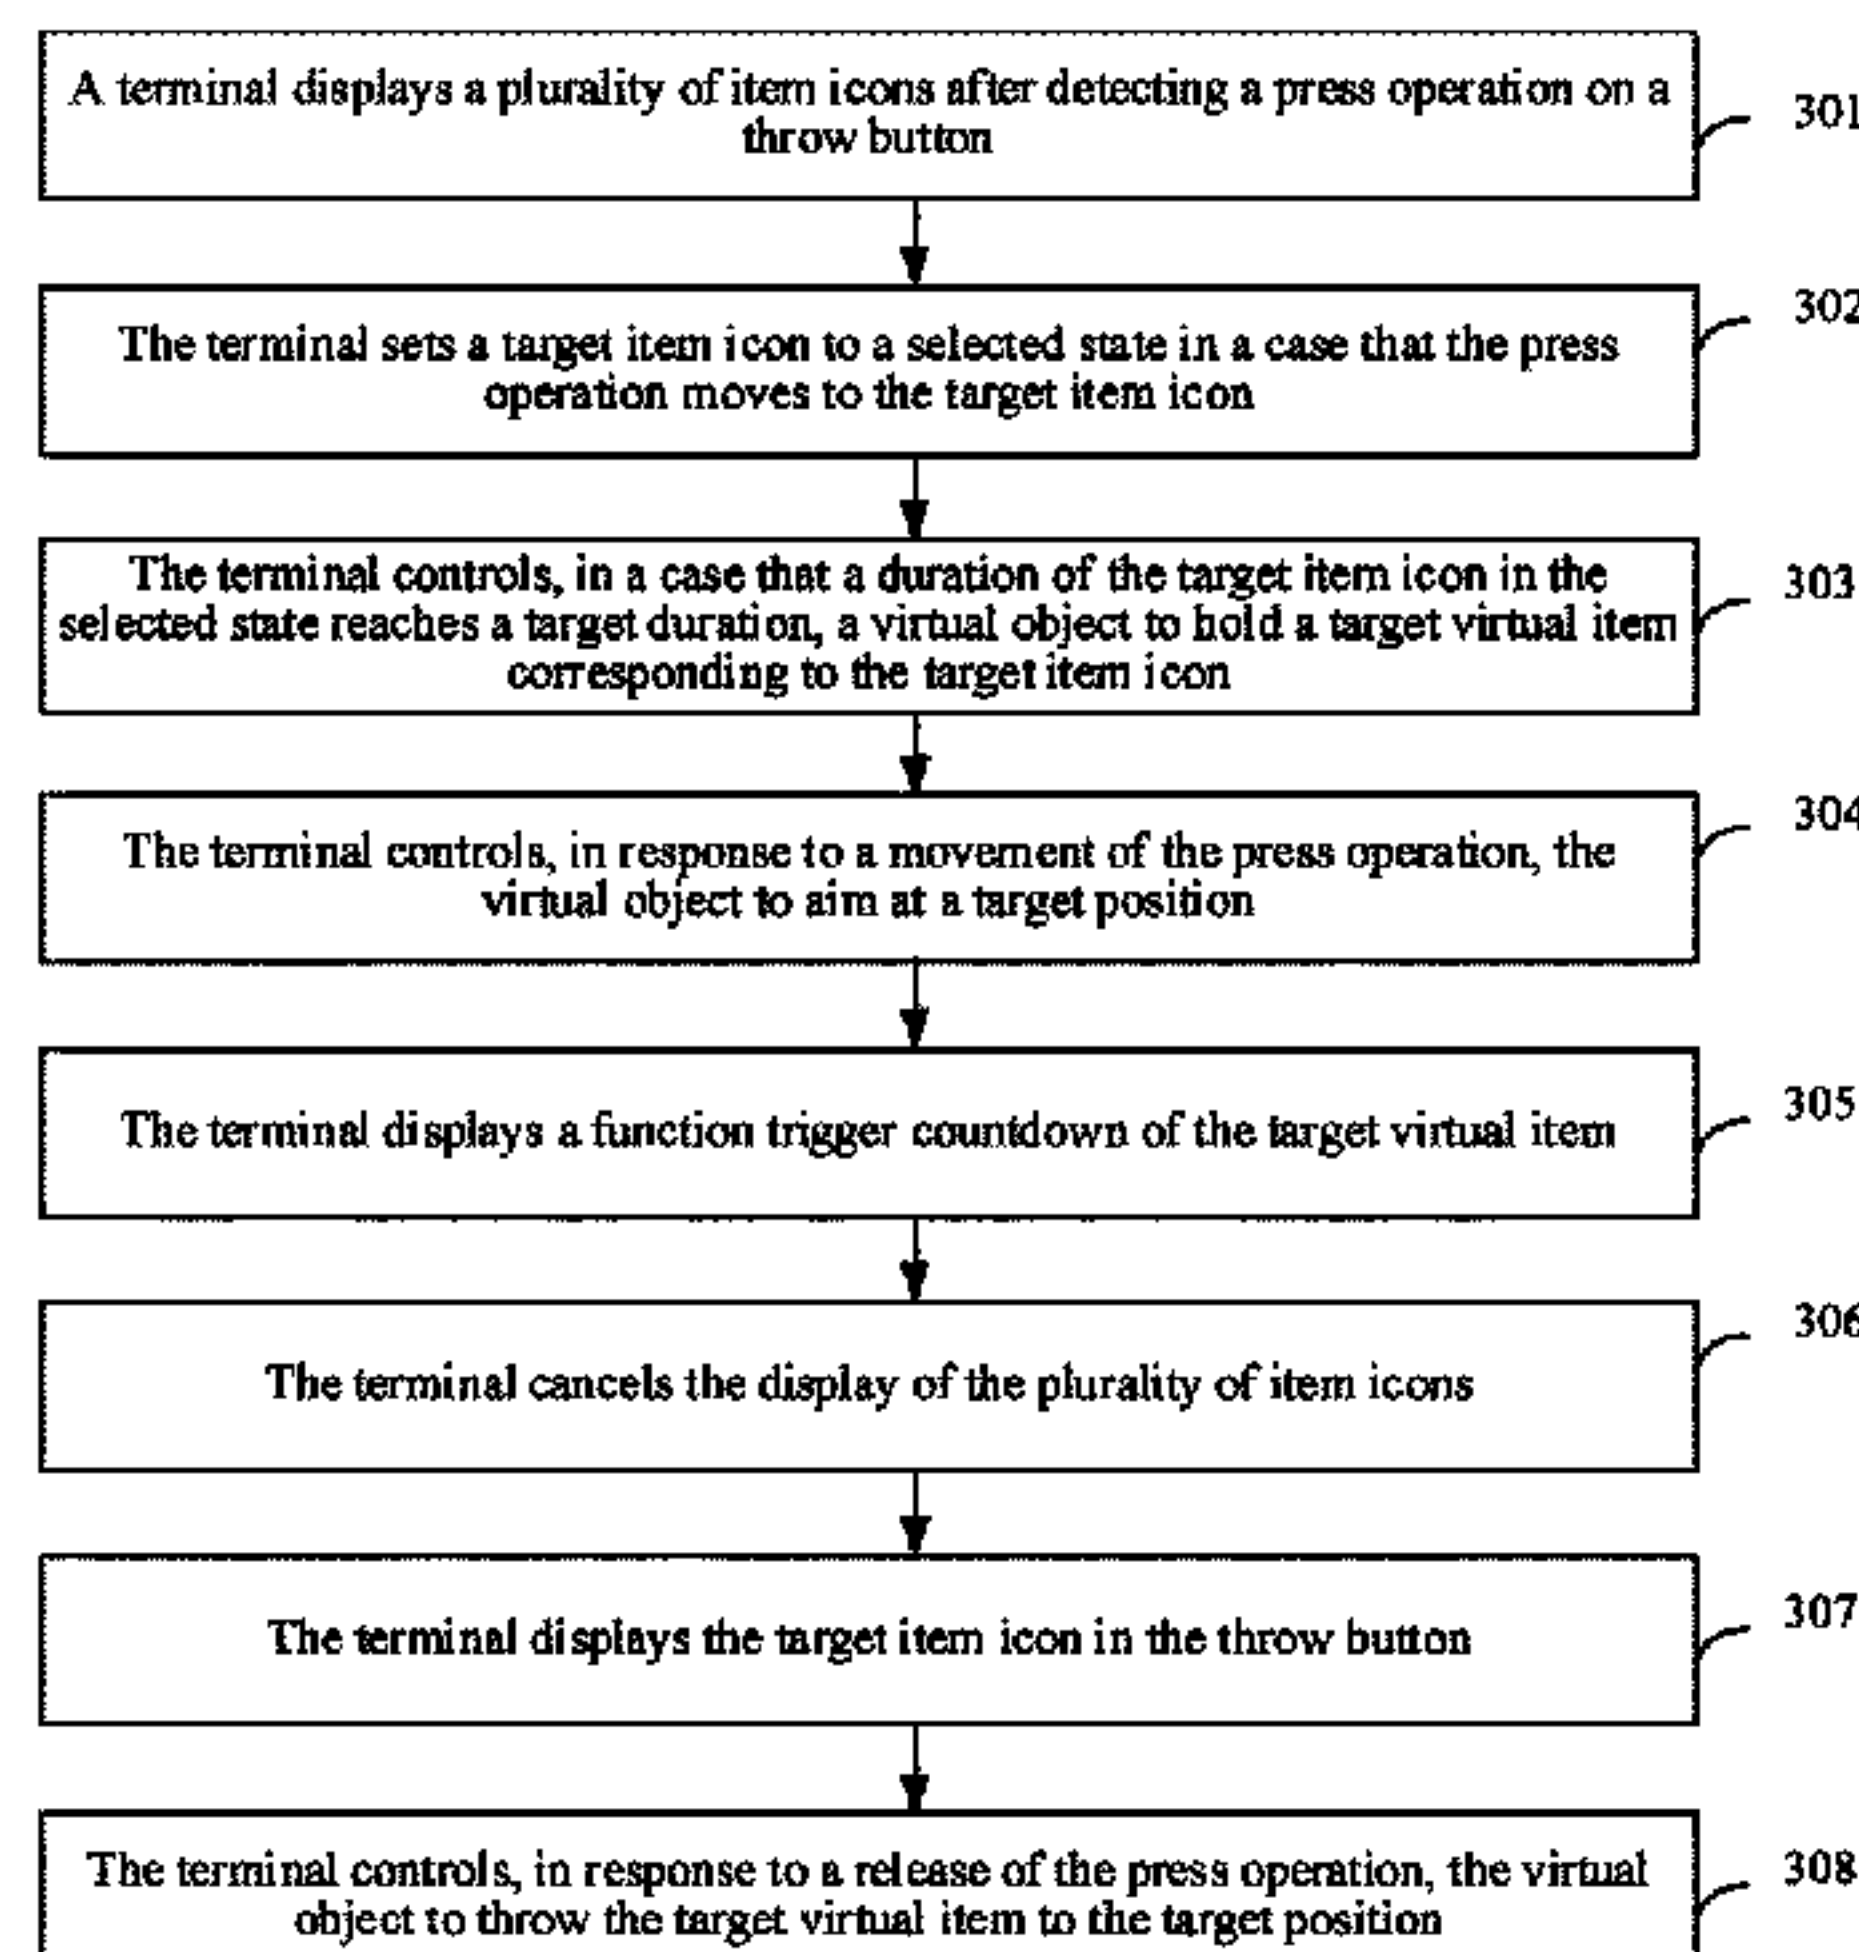 A terminal displays a plurality of item icons after detecting a press operation on a
throw button
301
The terminal sets a target item icon to a selected state in a case that the press
operation moves to the target item icon
302
The terminal controls, in a case that a duration of the target item icon in the
selected state reaches a target duration, a virtual object to hold a target virtual item
corresponding to the target item icon
303
The terminal controls, in response to a movement of the press operation, the
virtual object to aim at a target position
304
The terminal displays a function trigger countdown of the target virtual item
305
The terminal cancels the display of the plurality of item icons
306
The terminal displays the target item icon in the throw button
307
The terminal controls, in response to a release of the press operation, the virtual
object to throw the target virtual item to the target position
308